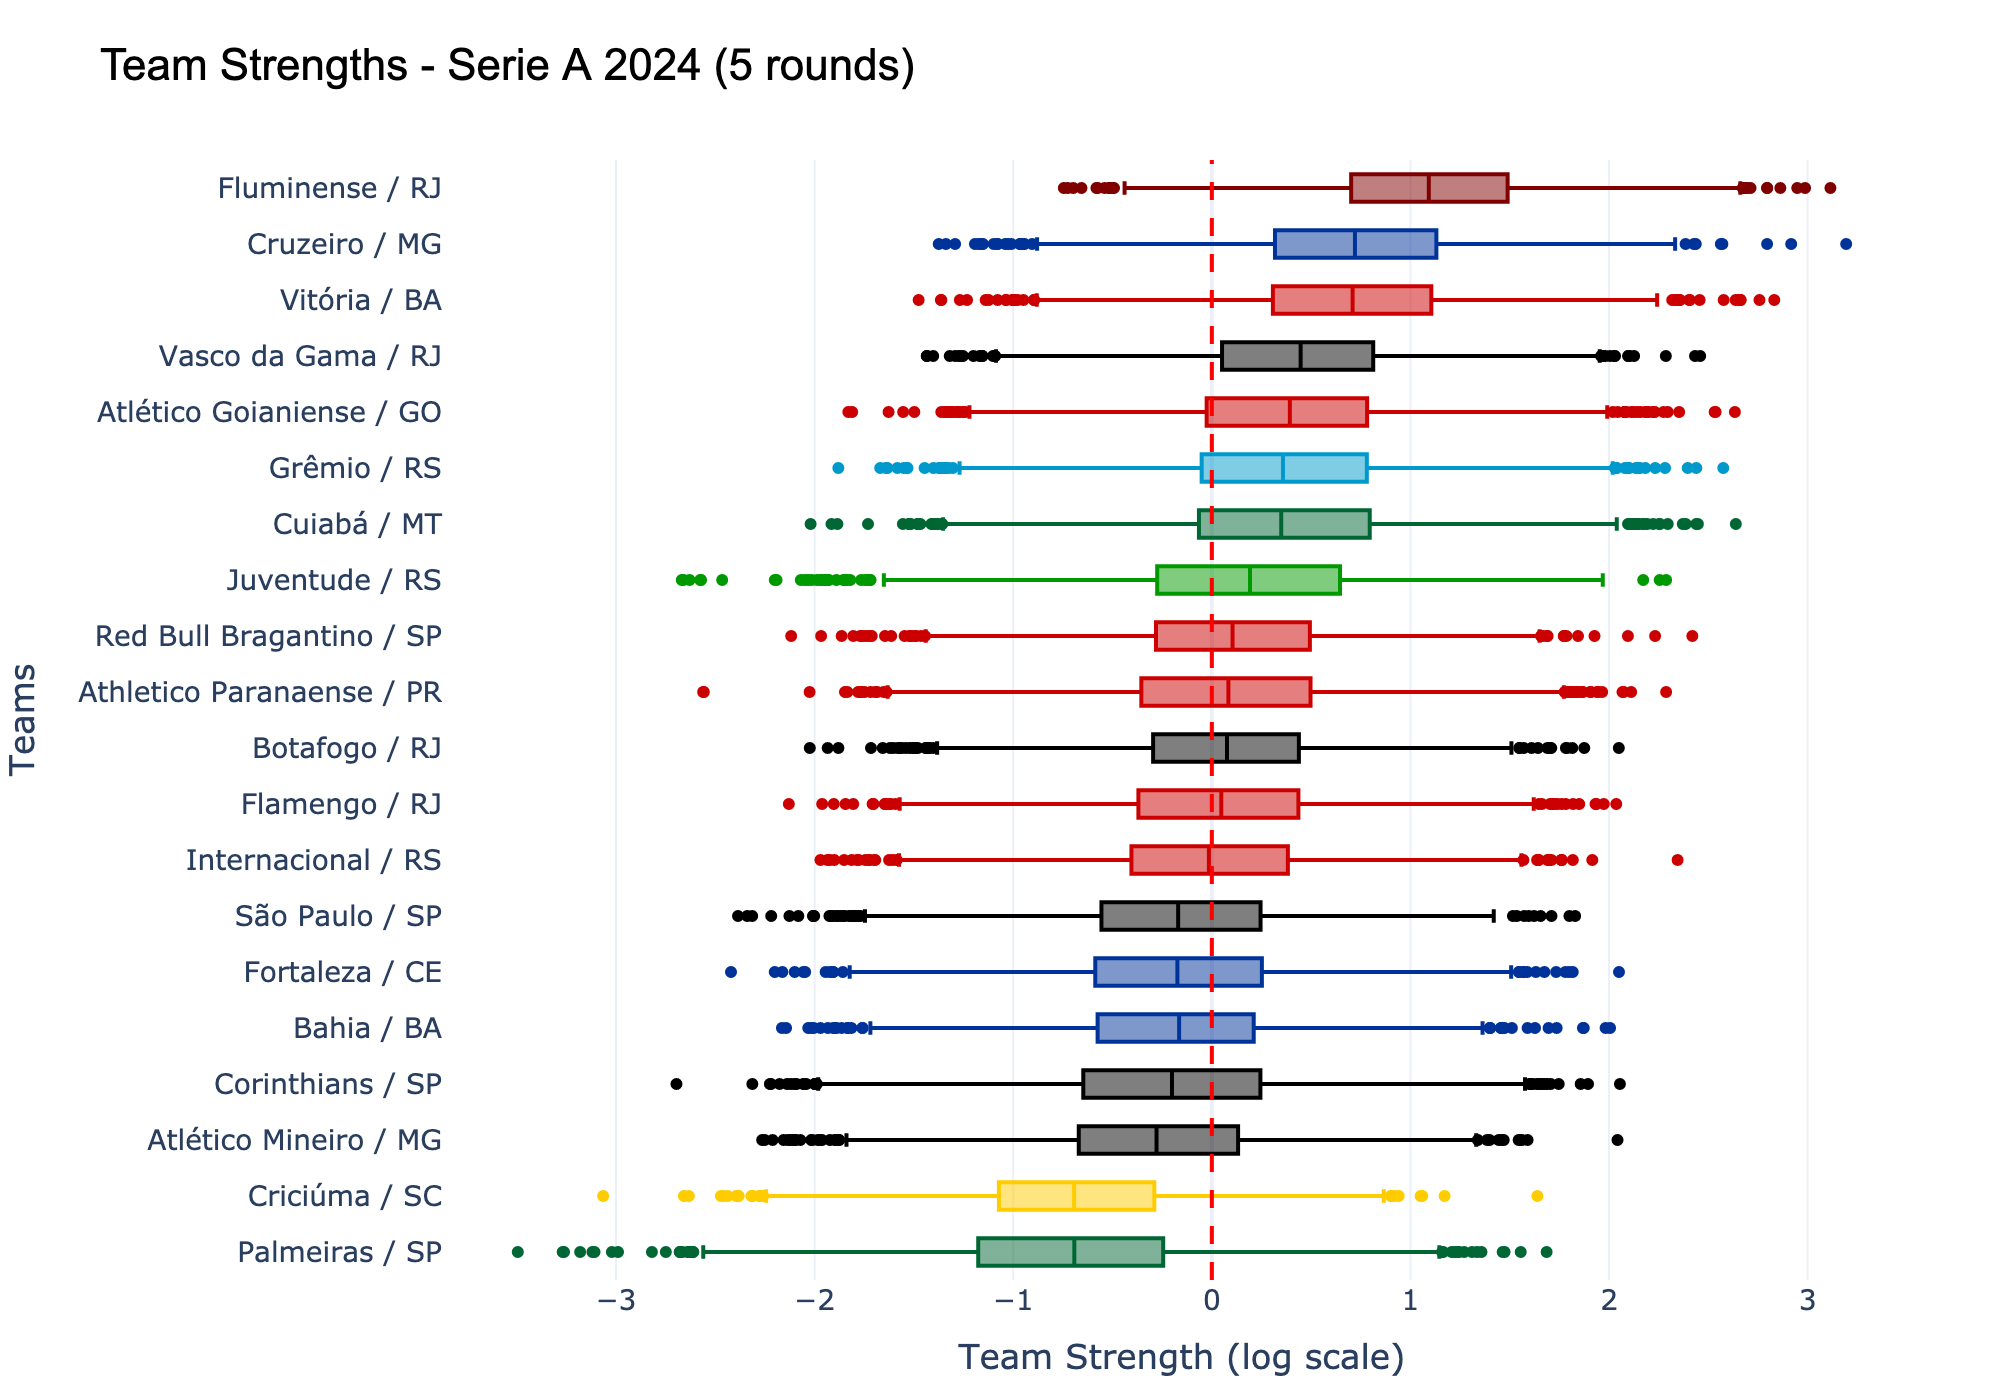 Team Strengths - Serie A 2024 (5 rounds)
Fluminense / RJ
Cruzeiro / MG
Vitória / BA
Vasco da Gama / RJ
Atlético Goianiense / GO
Grêmio / RS
Cuiabá / MT
Juventude / RS
Red Bull Bragantino / SP
Athletico Paranaense / PR
Botafogo / RJ
Flamengo / RJ
Internacional / RS
São Paulo / SP
Fortaleza / CE
Bahia / BA
Corinthians / SP
Atlético Mineiro / MG
Criciúma / SC
Palmeiras / SP
Teams
−3 −2 −1 0 1 2 3
Team Strength (log scale)